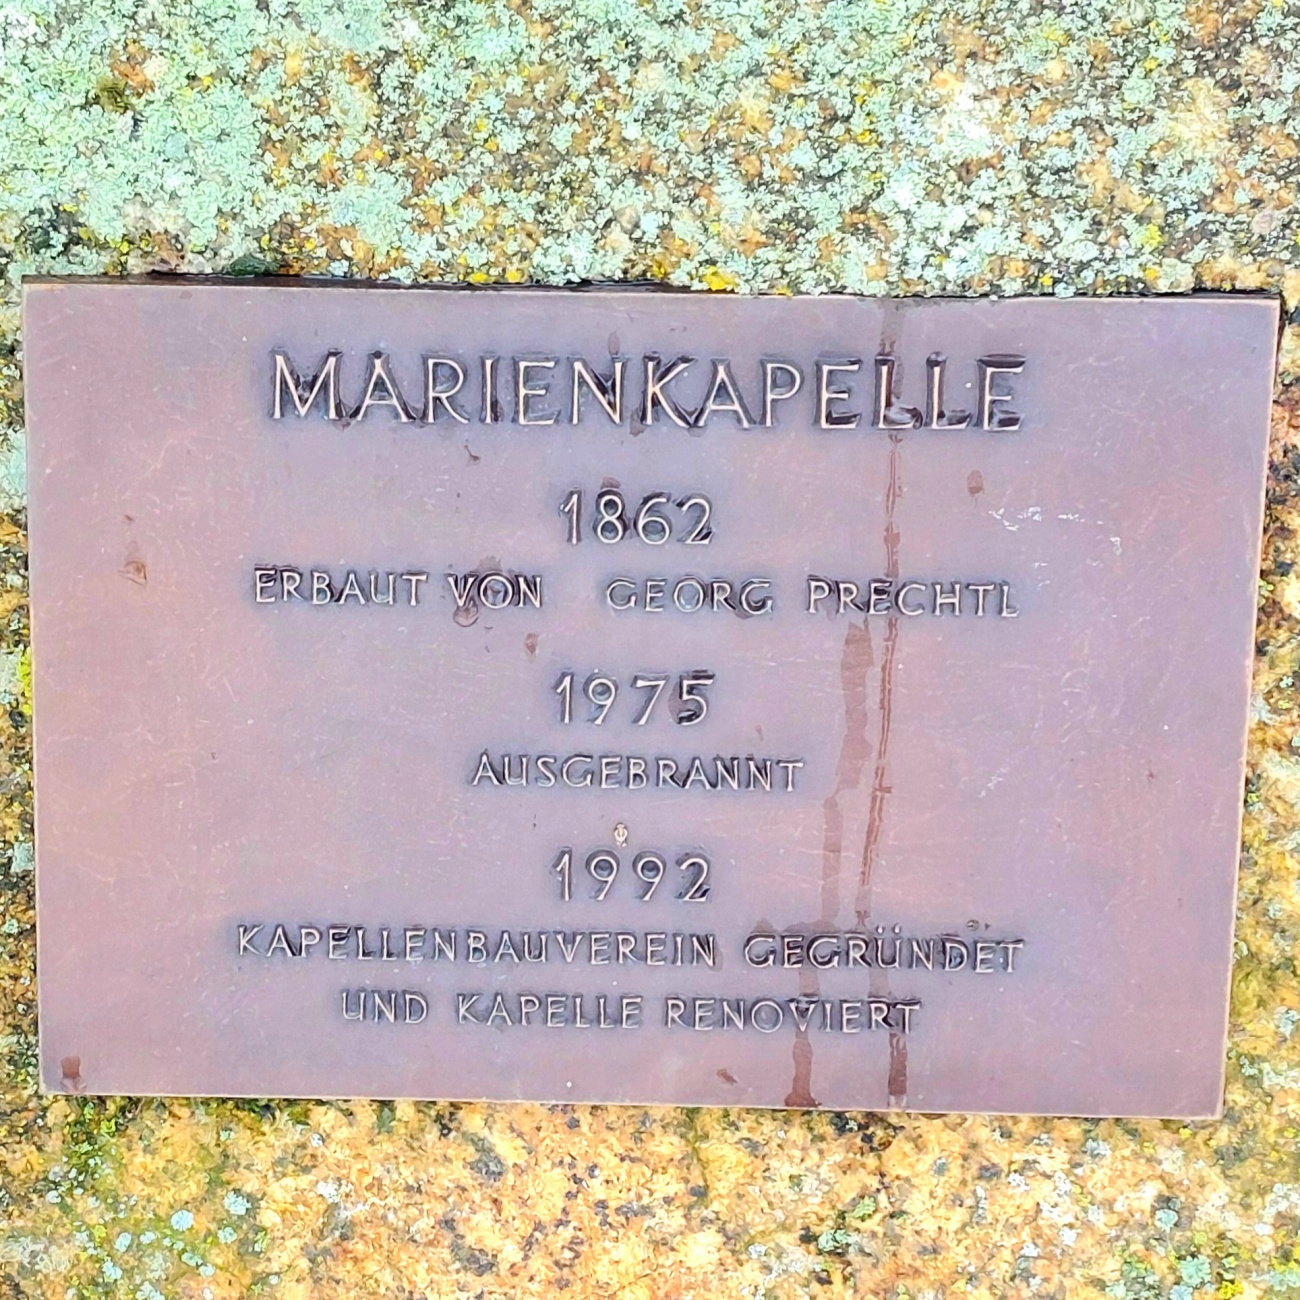 MARIENKAPELLE
1862
ERBAUT VON GEORG PRECHTL
1975
AUSGEBRANNT
1992
KAPELLENBAUVEREIN GEGRÜNDET
UND KAPELLE RENOVIERT